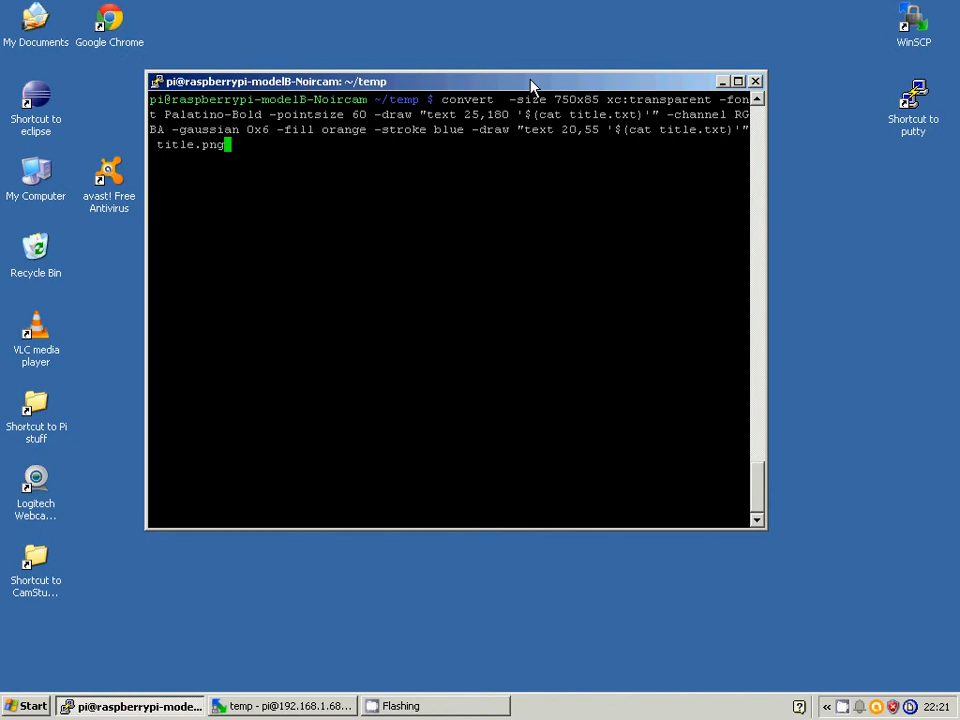 My Documents
Google Chrome
WinSCP
Shortcut to
eclipse
Shortcut to
putty
My Computer
avast! Free
Antivirus
Recycle Bin
VLC media
player
Shortcut to Pi
stuff
Logitech
Webca...
Shortcut to
CamStu...
pi@raspberrypi-modelB-Noircam: ~/temp
pi@raspberrypi-modelB-Noircam ~/temp $ convert  -size 750x85 xc:transparent -fon
t Palatino-Bold -pointsize 60 -draw "text 25,180 '$(cat title.txt)'" -channel RG
BA -gaussian 0x6 -fill orange -stroke blue -draw "text 20,55 '$(cat title.txt)'"
title.png
Start
pi@raspberrypi-mode...
temp - pi@192.168.1.68...
Flashing
«
22:21